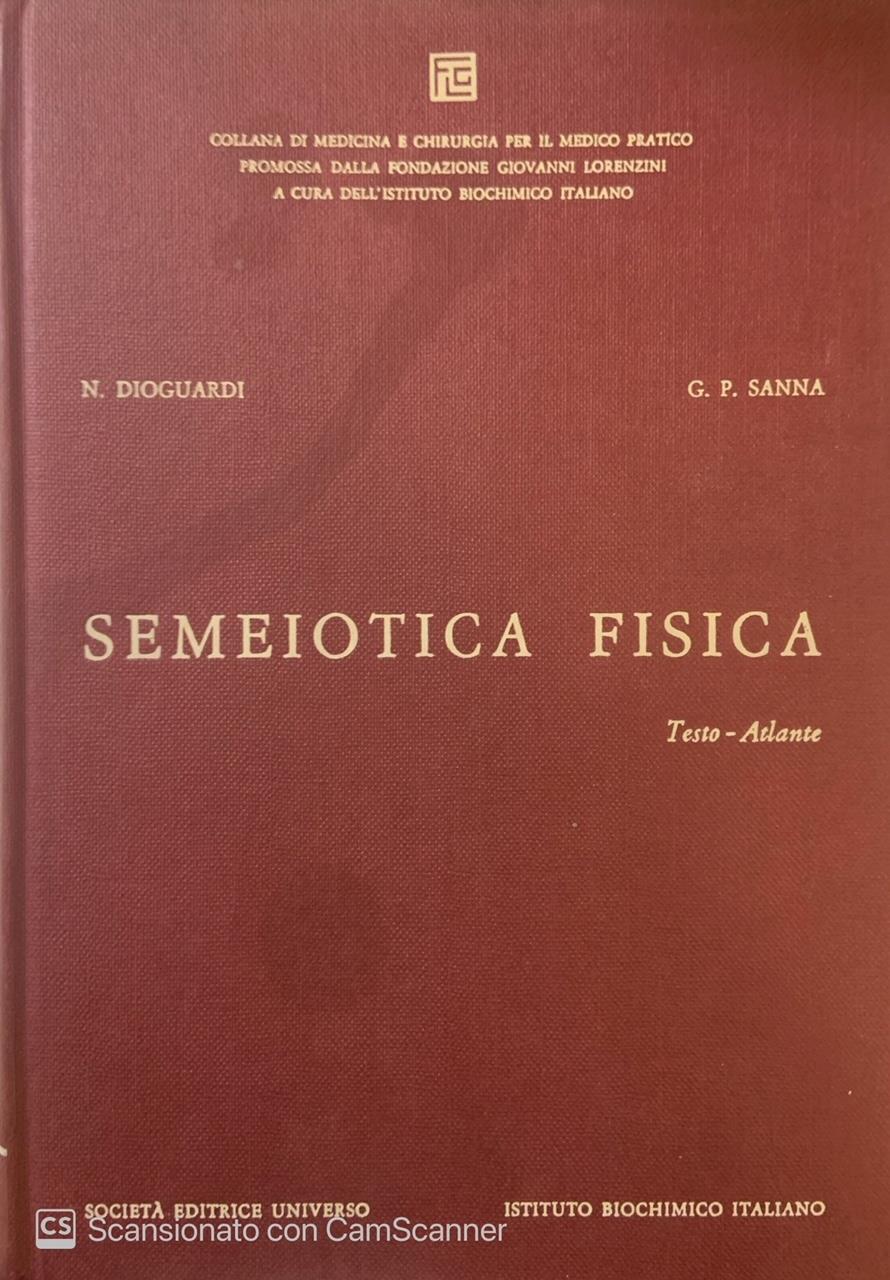 COLLANA DI MEDICINA E CHIRURGIA PER IL MEDICO PRATICO
PROMOSSA DALLA FONDAZIONE GIOVANNI LORENZINI
A CURA DELL'ISTITUTO BIOCHIMICO ITALIANO
N. DIOGUARDI
G. P. SANNA
SEMEIOTICA FISICA
Testo - Atlante
SOCIETÀ EDITRICE UNIVERSO
ISTITUTO BIOCHIMICO ITALIANO
CS Scansionato con CamScanner